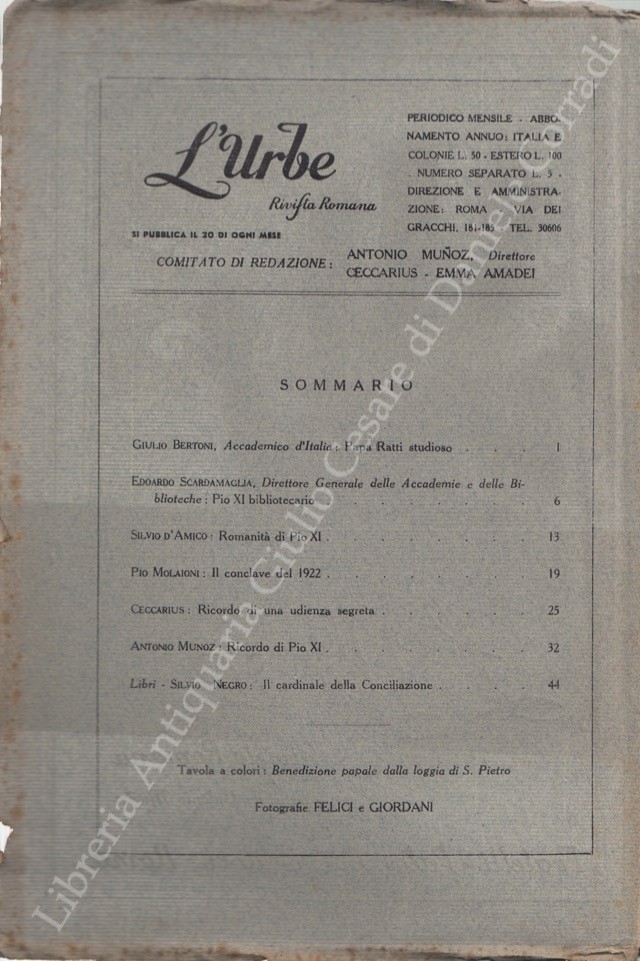 L'Urbe
Rivista Romana
SI PUBBLICA IL 20 DI OGNI MESE
PERIODICO MENSILE - ABBO-
NAMENTO ANNUO: ITALIA E
COLONIE L. 50 - ESTERO L. 100
- NUMERO SEPARATO L. 5 -
DIREZIONE E AMMINISTRA-
ZIONE: ROMA VIA DEI
GRACCHI, 181-185 TEL. 30606
COMITATO DI REDAZIONE: ANTONIO MUÑOZ, Direttore
CECCARIUS - EMMA AMADEI
SOMMARIO
GIULIO BERTONI, Accademico d'Italia: Papa Ratti studioso . . . 1
EDOARDO SCARDAMAGLIA, Direttore Generale delle Accademie e delle Bi-
blioteche: Pio XI bibliotecario . . . . . . . 6
SILVIO D'AMICO: Romanità di Pio XI . . . . . . 13
PIO MOLAIONI: Il conclave del 1922 . . . . . . 19
CECCARIUS: Ricordo di una udienza segreta . . . . . 25
ANTONIO MUNOZ: Ricordo di Pio XI . . . . . . 32
Libri - SILVIO NEGRO: Il cardinale della Conciliazione . . . . 44
Tavola a colori: Benedizione papale dalla loggia di S. Pietro
Fotografie FELICI e GIORDANI
Libreria Antiquaria Giulio Cesare di Daniele Corradi